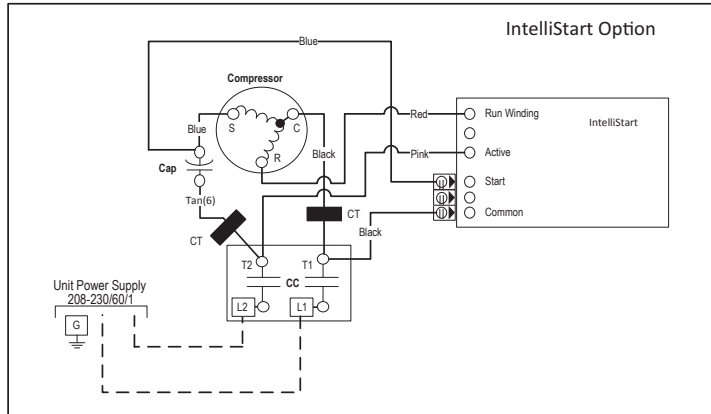 IntelliStart Option
Blue
Compressor
S
C
R
Blue
Cap
Tan(6)
CT
Black
CT
Red
Pink
Black
Run Winding
IntelliStart
Active
Start
Common
T2
T1
CC
L2
L1
Unit Power Supply
208-230/60/1
G